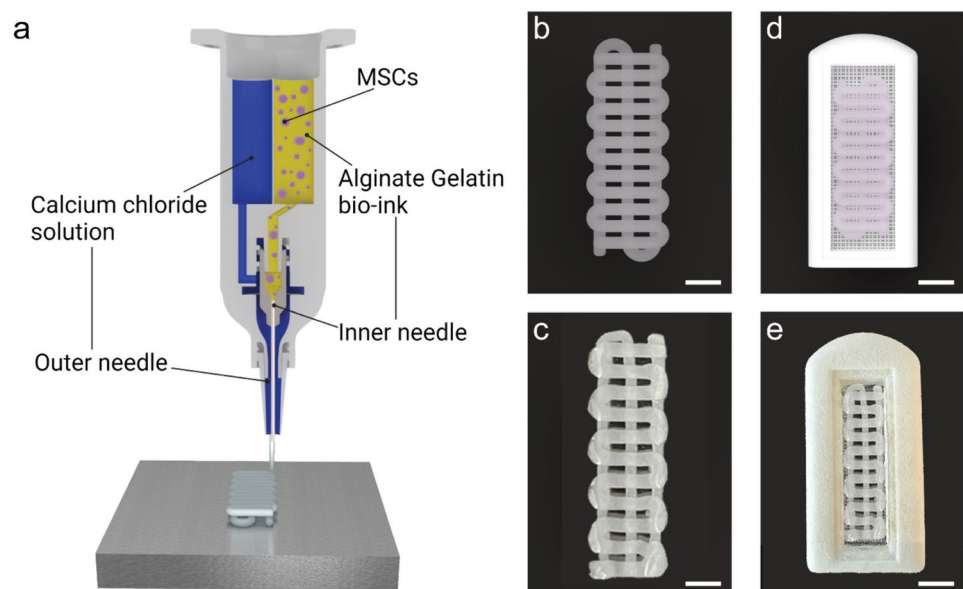 a
MSCs
Alginate Gelatin
bio-ink
Calcium chloride
solution
Inner needle
Outer needle
b
c
d
e